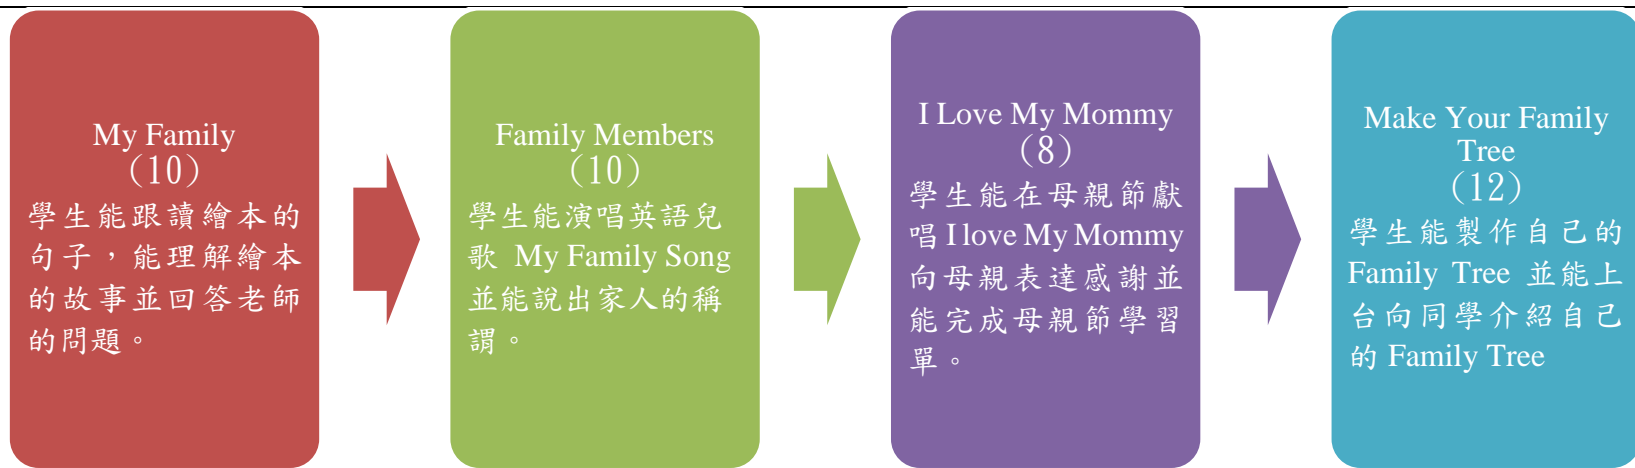 My Family
(10)
學生能跟讀繪本的
句子，能理解繪本
的故事並回答老師
的問題。
Family Members
(10)
學生能演唱英語兒
歌 My Family Song
並能說出家人的稱
謂。
I Love My Mommy
(8)
學生能在母親節獻
唱 I love My Mommy
向母親表達感謝並
能完成母親節學習
單。
Make Your Family
Tree
(12)
學生能製作自己的
Family Tree 並能上
台向同學介紹自己
的 Family Tree